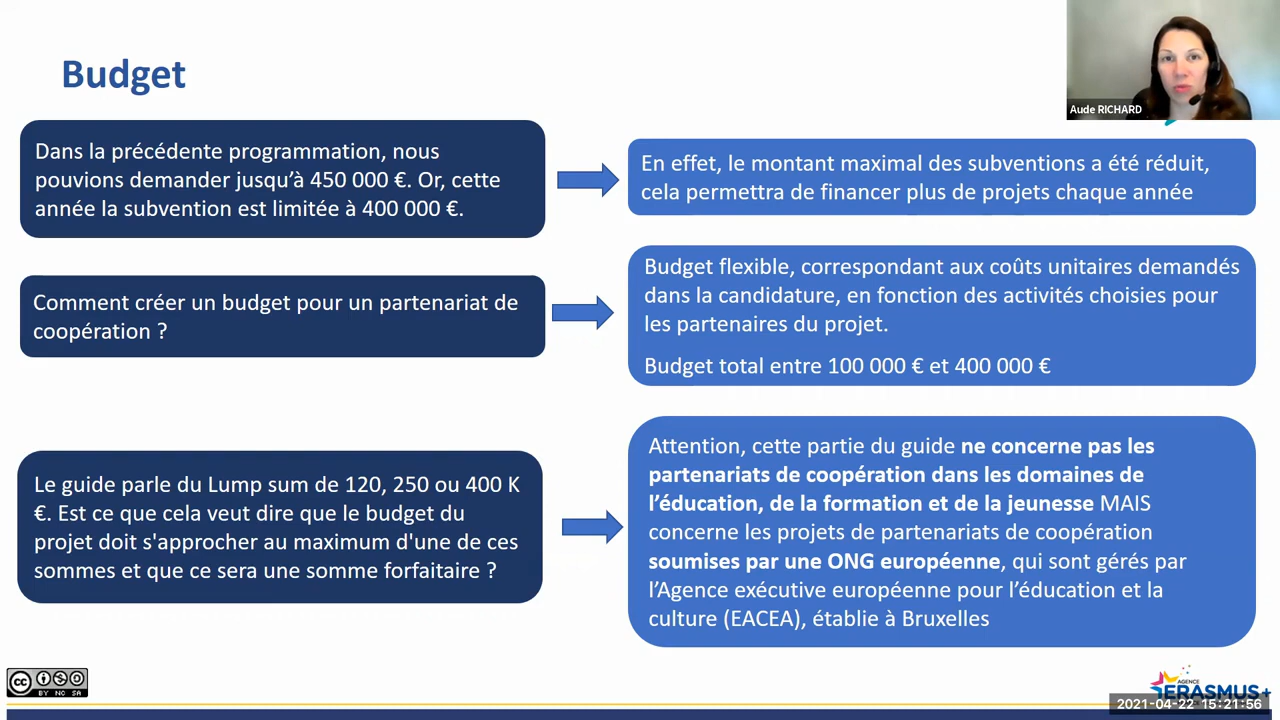 Budget
Aude RICHARD
Dans la précédente programmation, nous
pouvions demander jusqu'à 450 000 €. Or, cette
année la subvention est limitée à 400 000 €.
En effet, le montant maximal des subventions a été réduit,
cela permettra de financer plus de projets chaque année
Comment créer un budget pour un partenariat de
coopération ?
Budget flexible, correspondant aux coûts unitaires demandés
dans la candidature, en fonction des activités choisies pour
les partenaires du projet.
Budget total entre 100 000 € et 400 000 €
Le guide parle du Lump sum de 120, 250 ou 400 K
€. Est ce que cela veut dire que le budget du
projet doit s'approcher au maximum d'une de ces
sommes et que ce sera une somme forfaitaire ?
Attention, cette partie du guide ne concerne pas les
partenariats de coopération dans les domaines de
l'éducation, de la formation et de la jeunesse MAIS
concerne les projets de partenariats de coopération
soumises par une ONG européenne, qui sont gérés par
l'Agence exécutive européenne pour l'éducation et la
culture (EACEA), établie à Bruxelles
cc
BY NC SA
AGENCE
ERASMUS+
2021-04-22 15:21:56